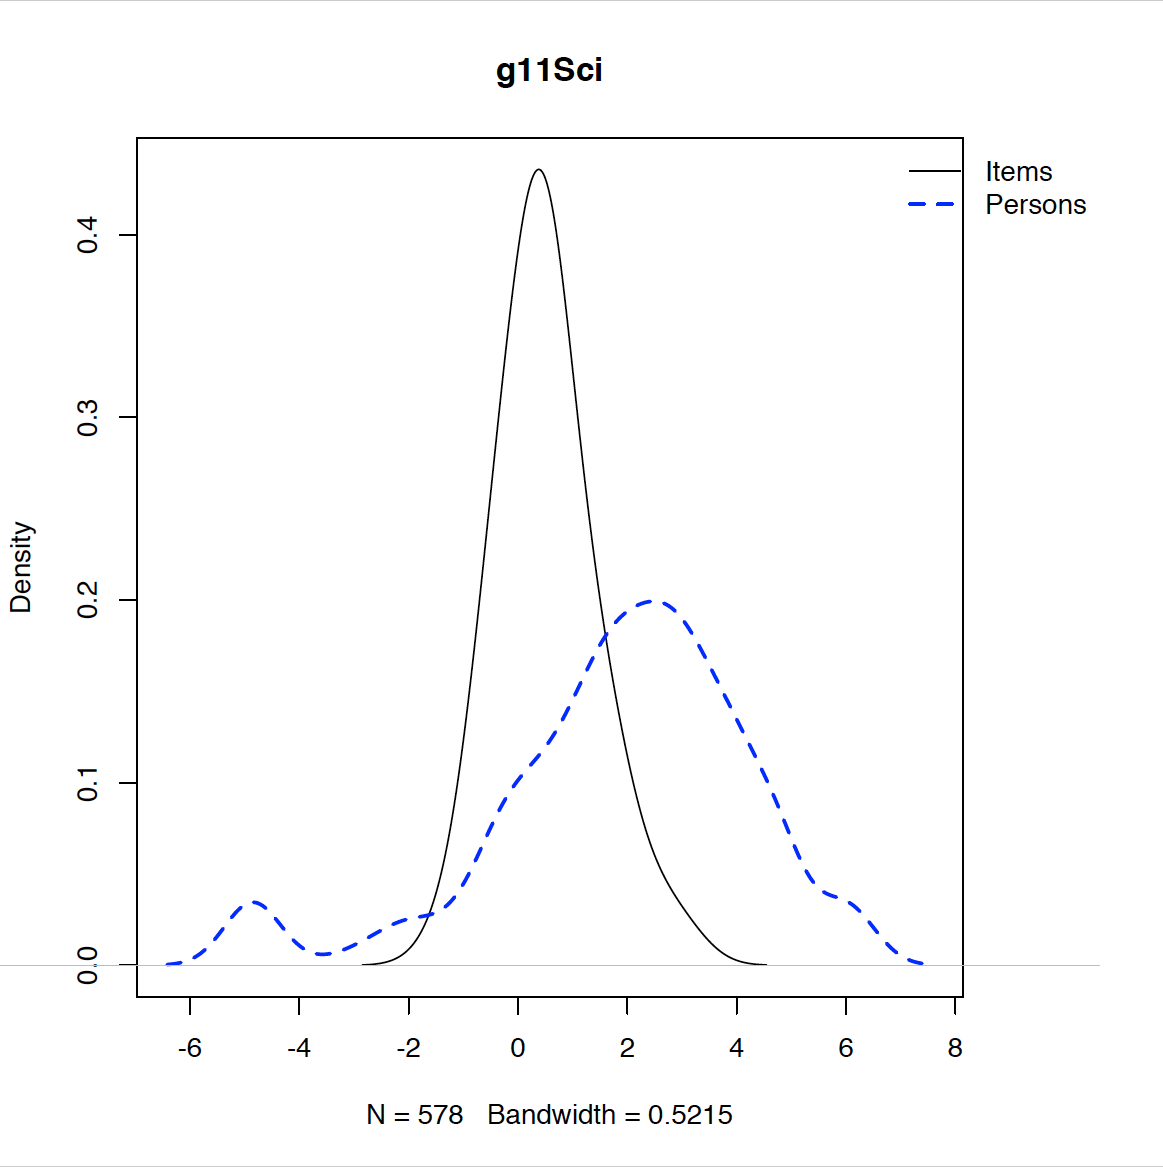 g11Sci
Items
Persons
Density
0.4
0.3
0.2
0.1
0.0
-6 -4 -2 0 2 4 6 8
N = 578 Bandwidth = 0.5215